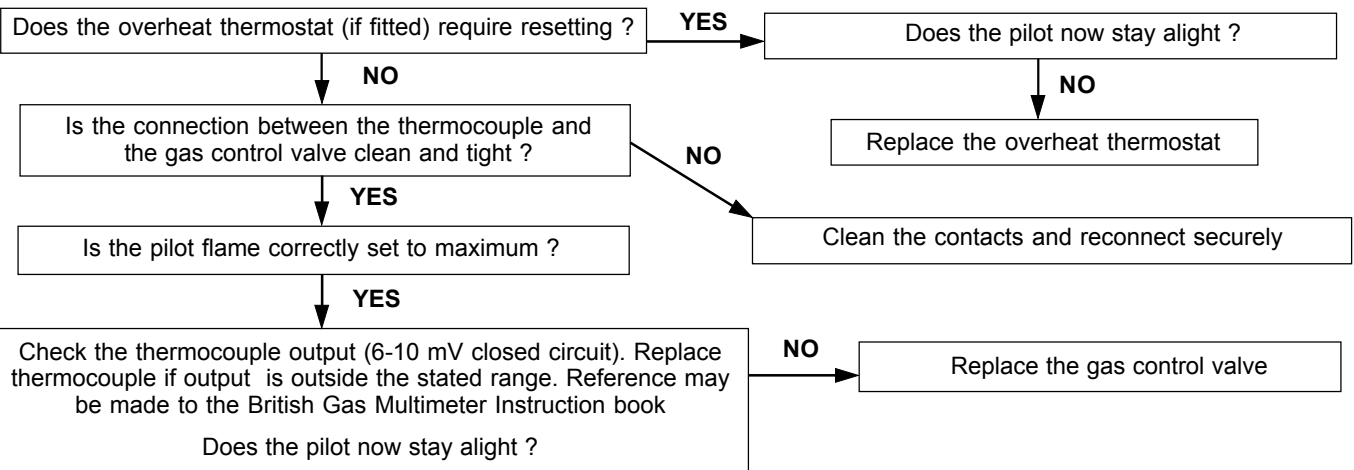 Does the overheat thermostat (if fitted) require resetting ?
YES
Does the pilot now stay alight ?
NO
NO
Is the connection between the thermocouple and
the gas control valve clean and tight ?
Replace the overheat thermostat
NO
YES
Clean the contacts and reconnect securely
Is the pilot flame correctly set to maximum ?
YES
Check the thermocouple output (6-10 mV closed circuit). Replace
thermocouple if output is outside the stated range. Reference may
be made to the British Gas Multimeter Instruction book
Does the pilot now stay alight ?
NO
Replace the gas control valve